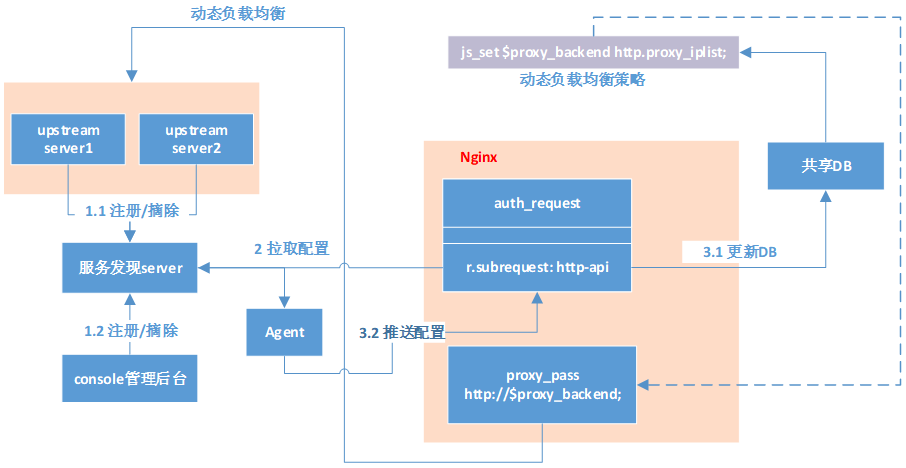 动态负载均衡
js_set $proxy_backend http.proxy_iplist;
动态负载均衡策略
upstream
server1
upstream
server2
Nginx
共享DB
auth_request
1.1 注册/摘除
2 拉取配置
3.1 更新DB
服务发现server
r.subrequest: http-api
1.2 注册/摘除
Agent
3.2 推送配置
console管理后台
proxy_pass
http://$proxy_backend;